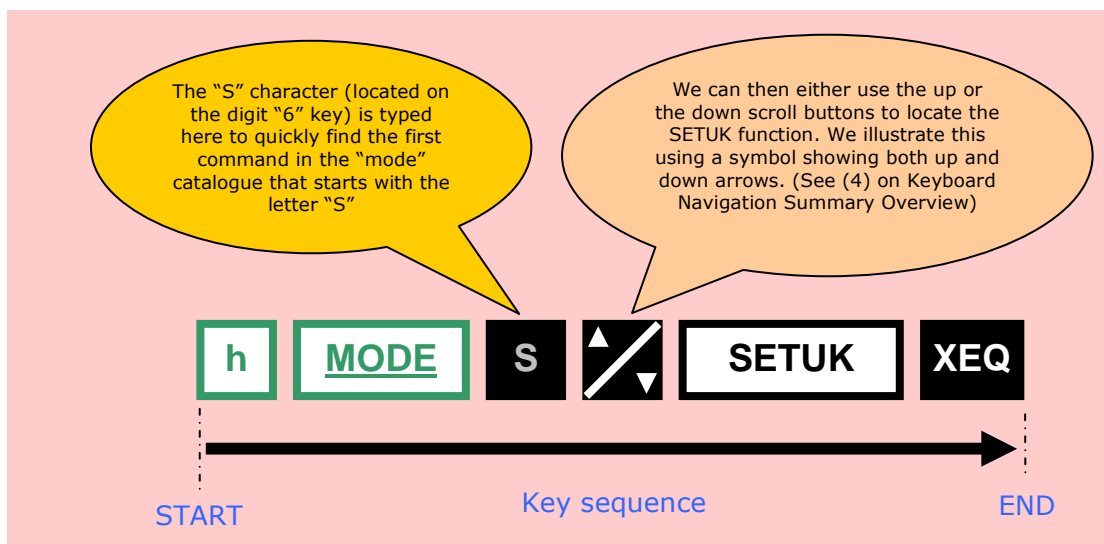 The “S” character (located on
the digit “6” key) is typed
here to quickly find the first
command in the “mode”
catalogue that starts with the
letter “S”
We can then either use the up or
the down scroll buttons to locate the
SETUK function. We illustrate this
using a symbol showing both up and
down arrows. (See (4) on Keyboard
Navigation Summary Overview)
h MODE S SETUK XEQ
START Key sequence END